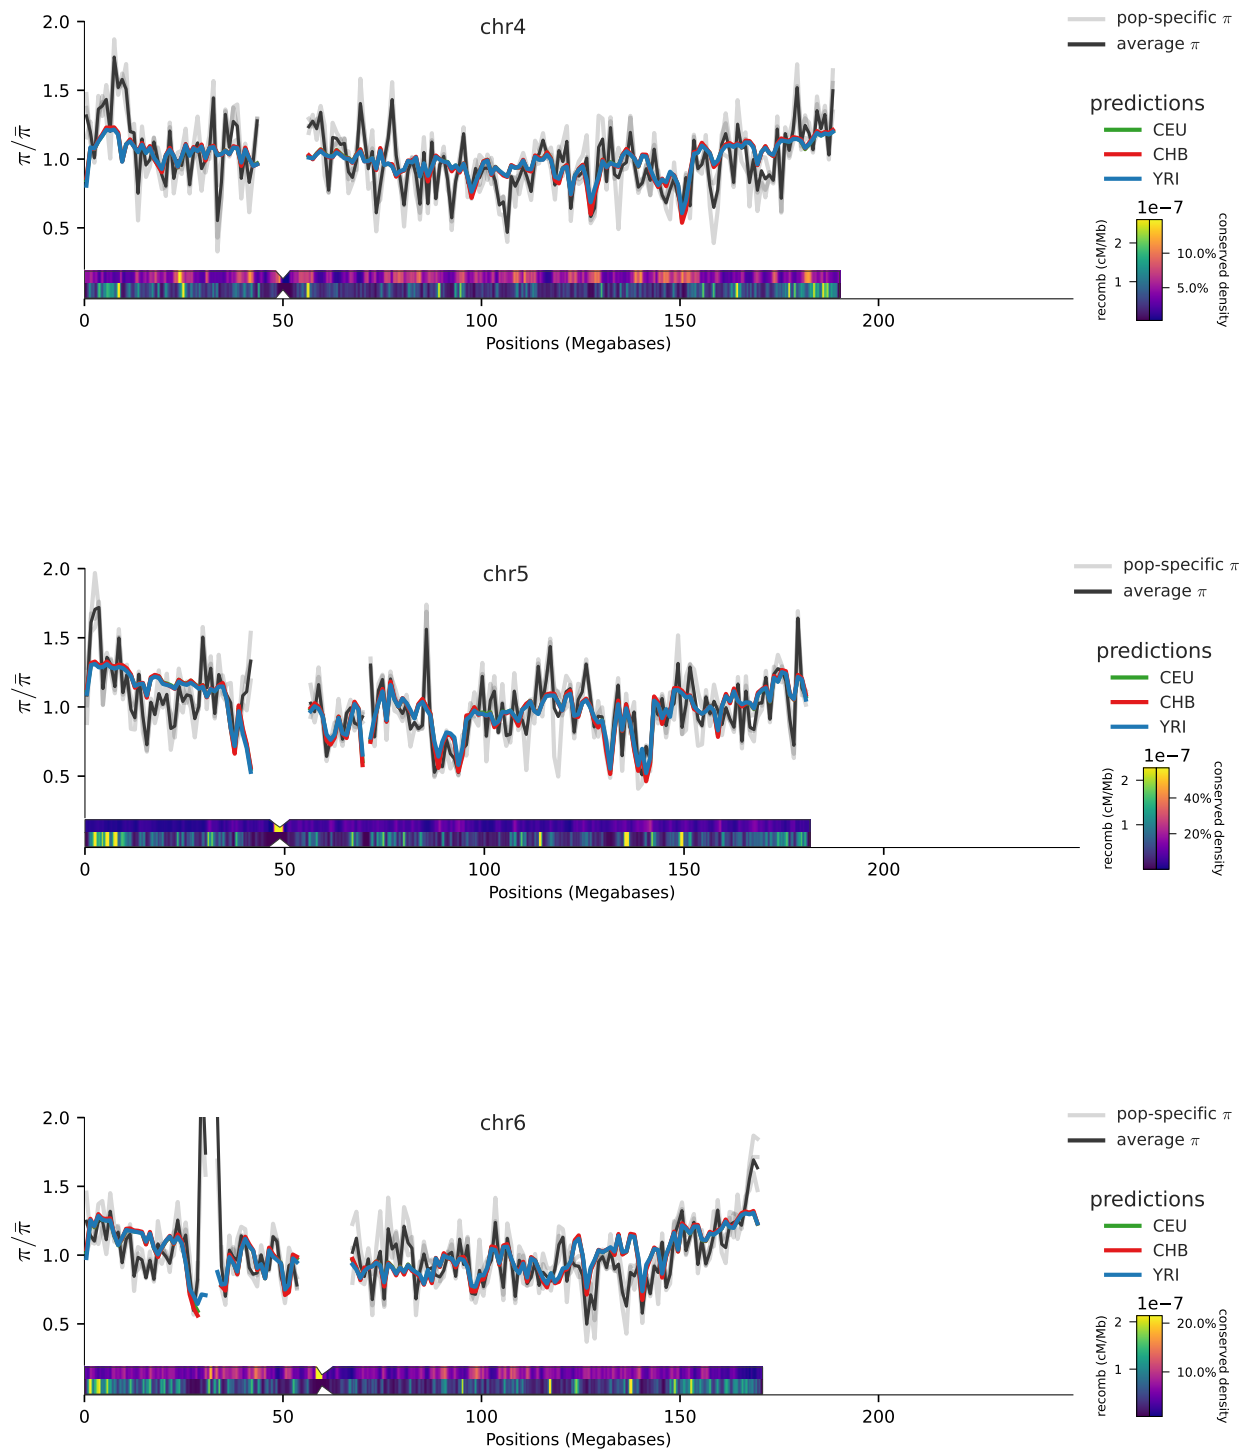 chr4
2.0
1.5
1.0
0.5
π/π̄
0 50 100 150 200
Positions (Megabases)
pop-specific π
average π
predictions
CEU
CHB
YRI
1e−7
recomb (cM/Mb)
2
1
10.0%
5.0%
conserved density
chr5
2.0
1.5
1.0
0.5
π/π̄
0 50 100 150 200
Positions (Megabases)
pop-specific π
average π
predictions
CEU
CHB
YRI
1e−7
recomb (cM/Mb)
2
1
40%
20%
conserved density
chr6
2.0
1.5
1.0
0.5
π/π̄
0 50 100 150 200
Positions (Megabases)
pop-specific π
average π
predictions
CEU
CHB
YRI
1e−7
recomb (cM/Mb)
2
1
20.0%
10.0%
conserved density